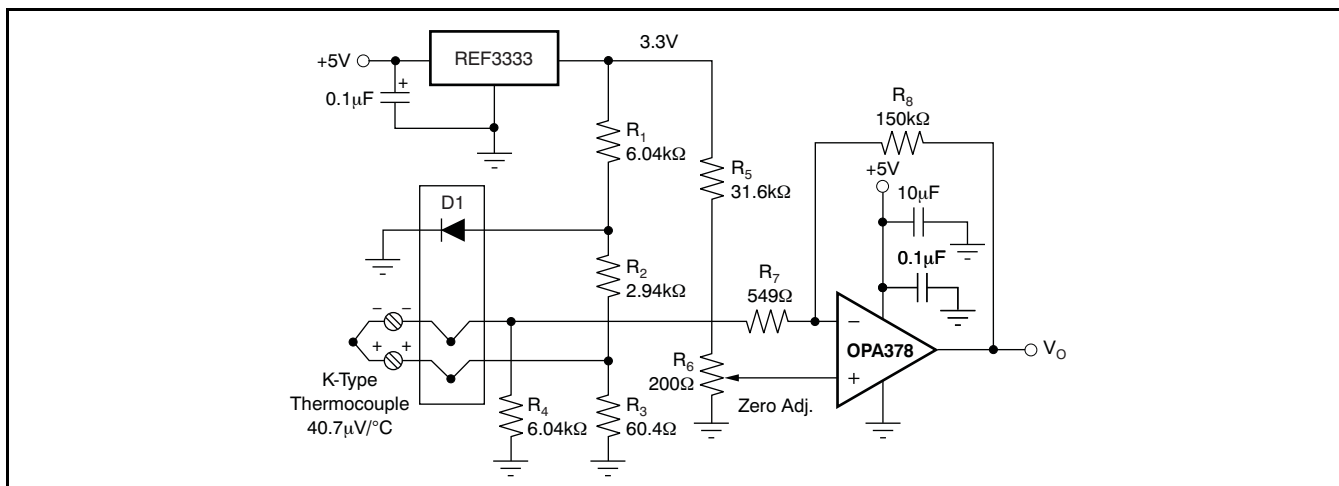 +5V
REF3333
3.3V
0.1µF
+
R1
6.04kΩ
R5
31.6kΩ
R8
150kΩ
+5V
10µF
0.1µF
D1
R2
2.94kΩ
R7
549Ω
− −
+ +
K-Type
Thermocouple
40.7µV/°C
R4
6.04kΩ
R3
60.4Ω
R6
200Ω
Zero Adj.
−
OPA378
+
VO